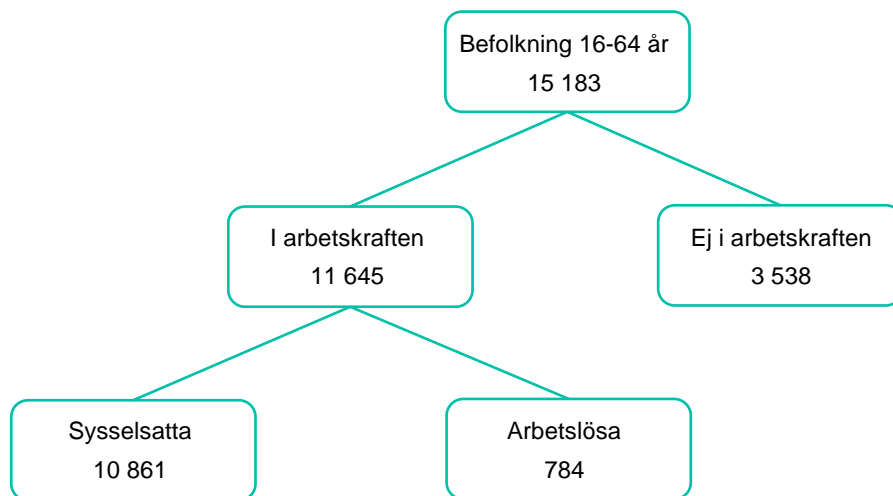 Befolkning 16-64 år
15 183
I arbetskraften
11 645
Ej i arbetskraften
3 538
Sysselsatta
10 861
Arbetslösa
784